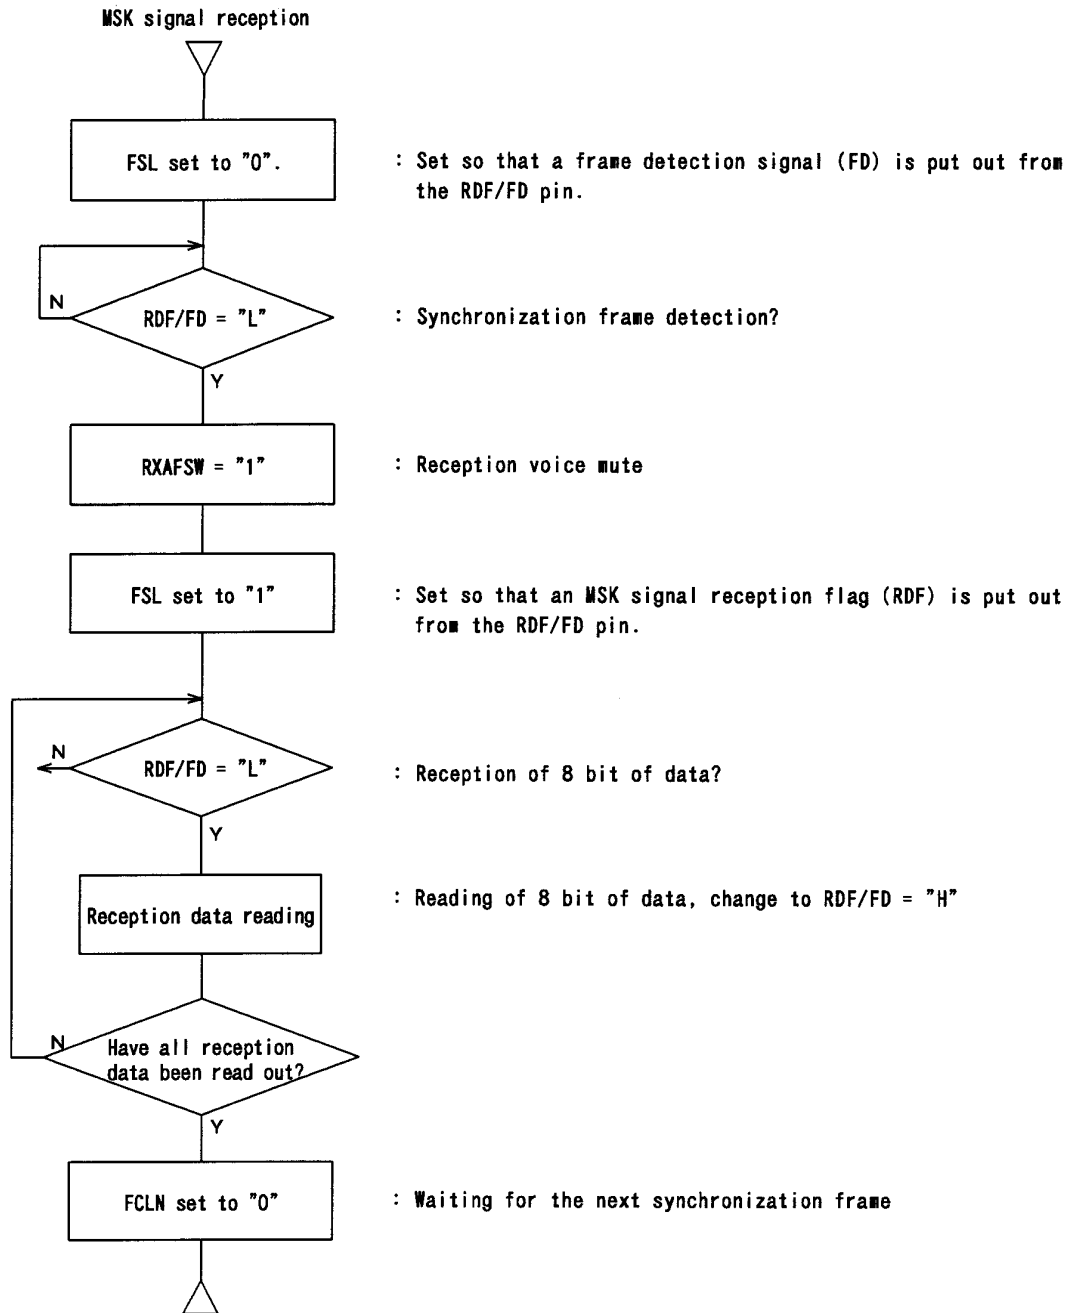 MSK signal reception
FSL set to "0".
: Set so that a frame detection signal (FD) is put out from
the RDF/FD pin.
N
RDF/FD = "L"
: Synchronization frame detection?
Y
RXAFSW = "1"
: Reception voice mute
FSL set to "1"
: Set so that an MSK signal reception flag (RDF) is put out
from the RDF/FD pin.
N
RDF/FD = "L"
: Reception of 8 bit of data?
Y
Reception data reading
: Reading of 8 bit of data, change to RDF/FD = "H"
N
Have all reception
data been read out?
Y
FCLN set to "0"
: Waiting for the next synchronization frame